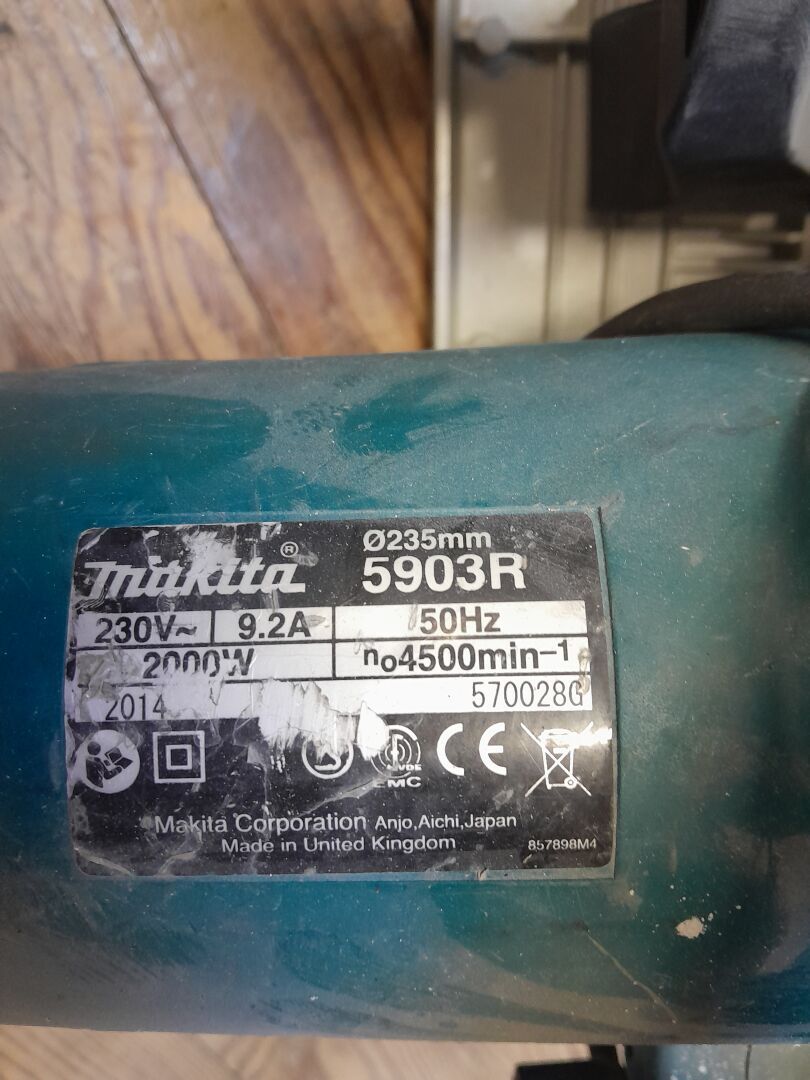 Makita®
Ø235mm
5903R
230V~ 9.2A 50Hz
2000W n₀4500min⁻¹
2014 570028G
VDE
EMC
CE
Makita Corporation Anjo,Aichi,Japan
Made in United Kingdom 857898M4